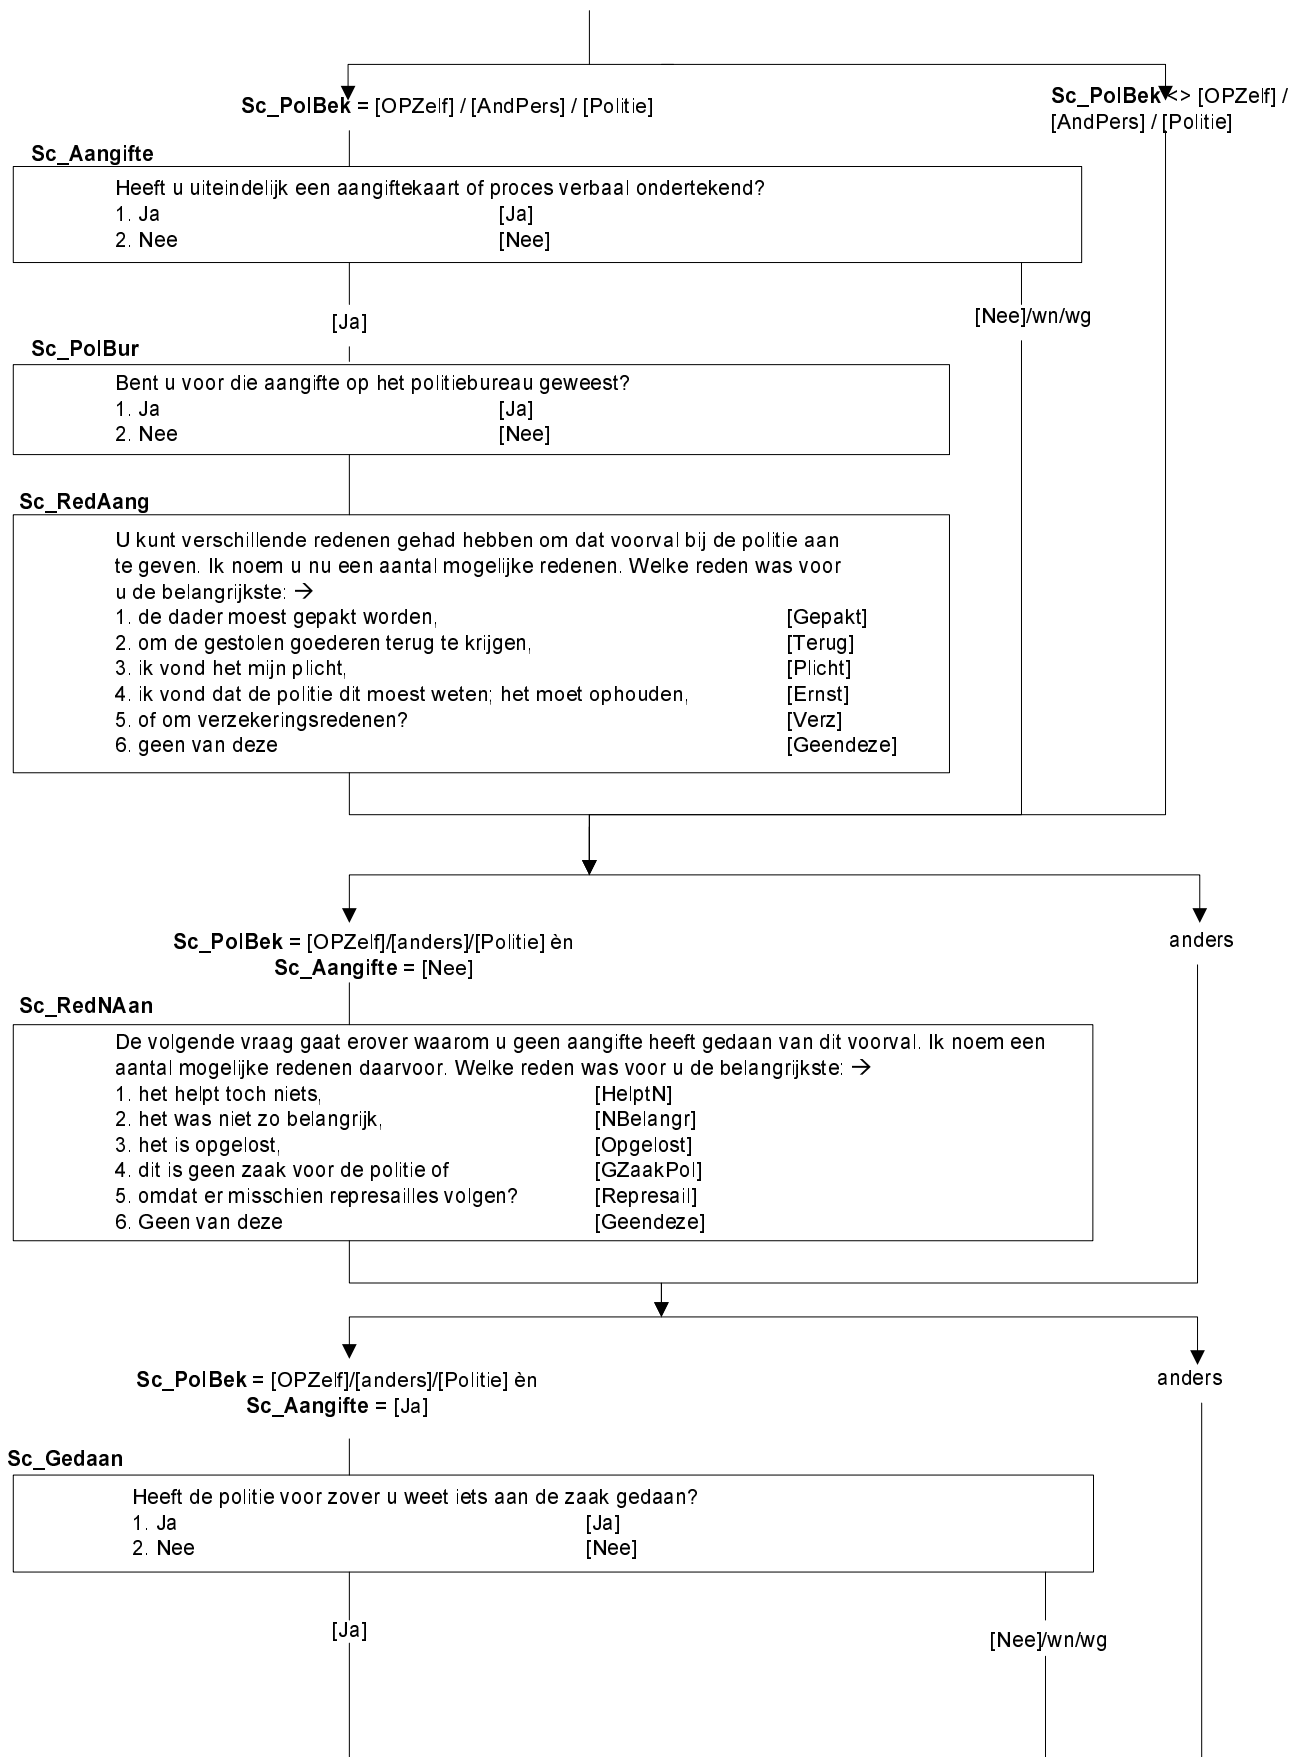 Sc_PolBek = [OPZelf] / [AndPers] / [Politie]
Sc_PolBek <> [OPZelf] /
[AndPers] / [Politie]
Sc_Aangifte
Heeft u uiteindelijk een aangiftekaart of proces verbaal ondertekend?
1. Ja [Ja]
2. Nee [Nee]
[Ja]
[Nee]/wn/wg
Sc_PolBur
Bent u voor die aangifte op het politiebureau geweest?
1. Ja [Ja]
2. Nee [Nee]
Sc_RedAang
U kunt verschillende redenen gehad hebben om dat voorval bij de politie aan
te geven. Ik noem u nu een aantal mogelijke redenen. Welke reden was voor
u de belangrijkste: →
1. de dader moest gepakt worden, [Gepakt]
2. om de gestolen goederen terug te krijgen, [Terug]
3. ik vond het mijn plicht, [Plicht]
4. ik vond dat de politie dit moest weten; het moet ophouden, [Ernst]
5. of om verzekeringsredenen? [Verz]
6. geen van deze [Geendeze]
Sc_PolBek = [OPZelf]/[anders]/[Politie] èn
Sc_Aangifte = [Nee]
anders
Sc_RedNAan
De volgende vraag gaat erover waarom u geen aangifte heeft gedaan van dit voorval. Ik noem een
aantal mogelijke redenen daarvoor. Welke reden was voor u de belangrijkste: →
1. het helpt toch niets, [HelptN]
2. het was niet zo belangrijk, [NBelangr]
3. het is opgelost, [Opgelost]
4. dit is geen zaak voor de politie of [GZaakPol]
5. omdat er misschien represailles volgen? [Represail]
6. Geen van deze [Geendeze]
Sc_PolBek = [OPZelf]/[anders]/[Politie] èn
Sc_Aangifte = [Ja]
anders
Sc_Gedaan
Heeft de politie voor zover u weet iets aan de zaak gedaan?
1. Ja [Ja]
2. Nee [Nee]
[Ja]
[Nee]/wn/wg